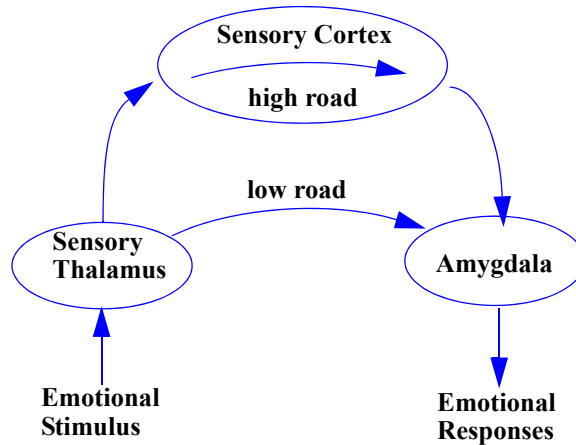 Sensory Cortex
high road
low road
Sensory
Thalamus
Amygdala
Emotional
Stimulus
Emotional
Responses